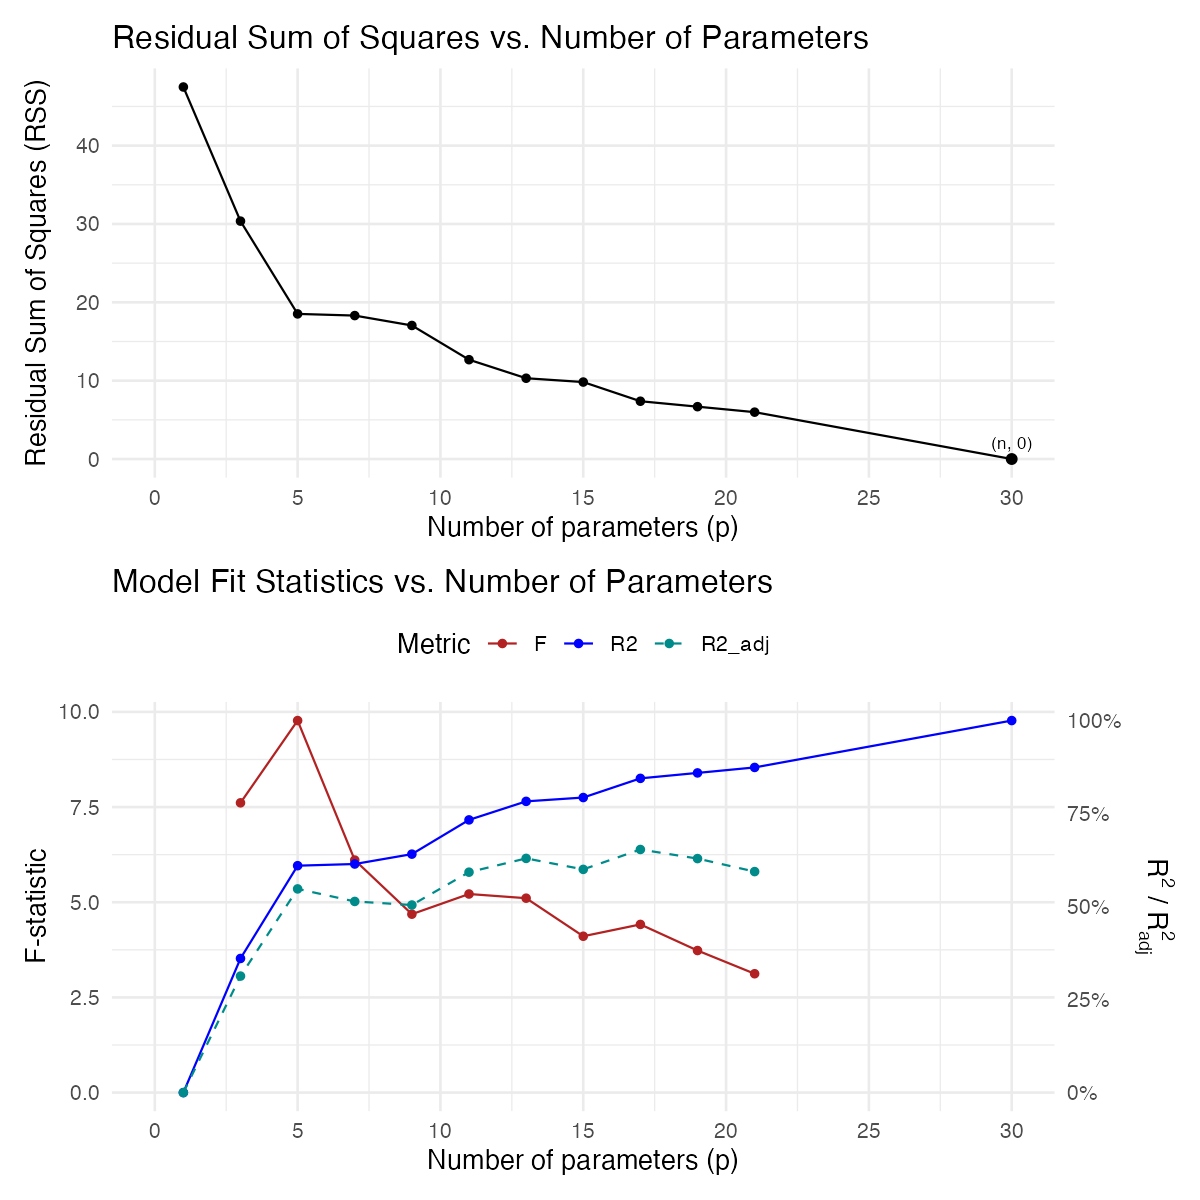 Residual Sum of Squares vs. Number of Parameters
Residual Sum of Squares (RSS)
40
30
20
10
0
(n, 0)
0 5 10 15 20 25 30
Number of parameters (p)
Model Fit Statistics vs. Number of Parameters
Metric F R2 R2_adj
F-statistic
10.0
7.5
5.0
2.5
0.0
100%
75%
50%
25%
0%
R² / R²adj
0 5 10 15 20 25 30
Number of parameters (p)